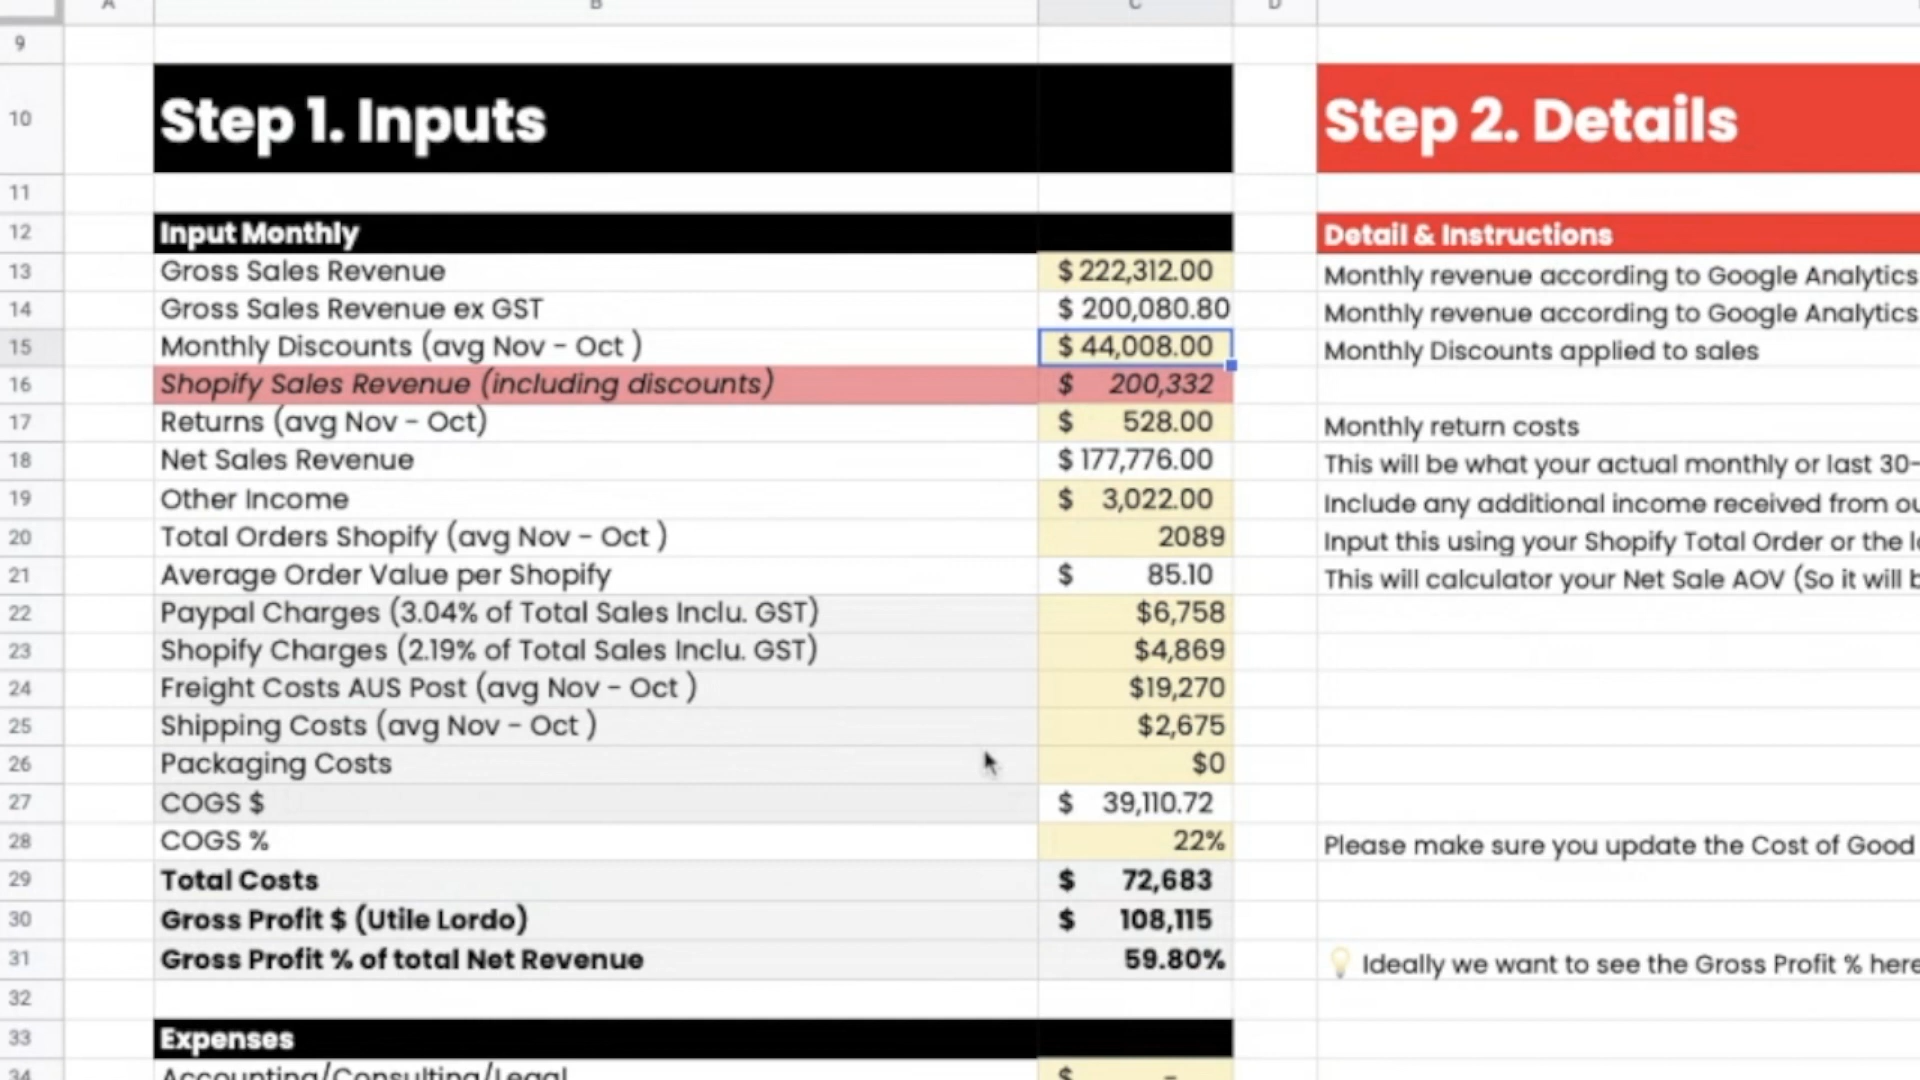 B C D
9
10 Step 1. Inputs Step 2. Details
11
12 Input Monthly Detail & Instructions
13 Gross Sales Revenue $ 222,312.00 Monthly revenue according to Google Analytics
14 Gross Sales Revenue ex GST $ 200,080.80 Monthly revenue according to Google Analytics
15 Monthly Discounts (avg Nov - Oct ) $ 44,008.00 Monthly Discounts applied to sales
16 Shopify Sales Revenue (including discounts) $ 200,332
17 Returns (avg Nov - Oct) $ 528.00 Monthly return costs
18 Net Sales Revenue $ 177,776.00 This will be what your actual monthly or last 30-
19 Other Income $ 3,022.00 Include any additional income received from ou
20 Total Orders Shopify (avg Nov - Oct ) 2089 Input this using your Shopify Total Order or the
21 Average Order Value per Shopify $ 85.10 This will calculator your Net Sale AOV (So it will
22 Paypal Charges (3.04% of Total Sales Inclu. GST) $6,758
23 Shopify Charges (2.19% of Total Sales Inclu. GST) $4,869
24 Freight Costs AUS Post (avg Nov - Oct ) $19,270
25 Shipping Costs (avg Nov - Oct ) $2,675
26 Packaging Costs $0
27 COGS $ $ 39,110.72
28 COGS % 22% Please make sure you update the Cost of Good
29 Total Costs $ 72,683
30 Gross Profit $ (Utile Lordo) $ 108,115
31 Gross Profit % of total Net Revenue 59.80% 💡 Ideally we want to see the Gross Profit % here
32
33 Expenses
34 Accounting/Consulting/Legal $ -